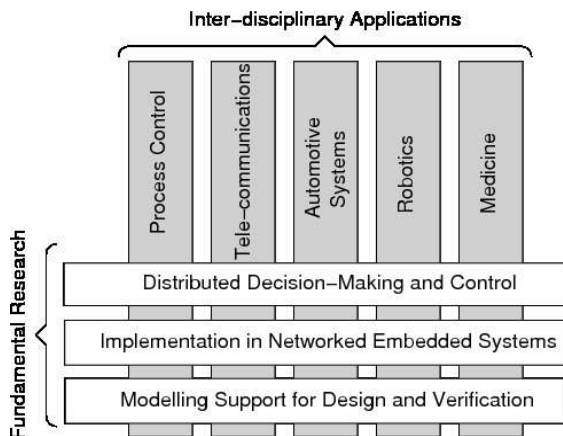 Inter-disciplinary Applications
Process Control
Tele-communications
Automotive
Systems
Robotics
Medicine
Fundamental Research
Distributed Decision-Making and Control
Implementation in Networked Embedded Systems
Modelling Support for Design and Verification